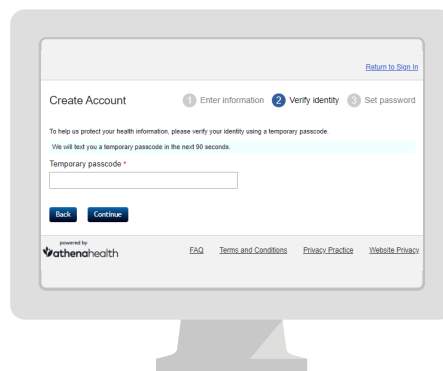 Return to Sign In
Create Account 1 Enter information 2 Verify identity 3 Set password
To help us protect your health information, please verify your identity using a temporary passcode.
We will text you a temporary passcode in the next 90 seconds.
Temporary passcode *
Back Continue
powered by
athenahealth FAQ Terms and Conditions Privacy Practice Website Privacy